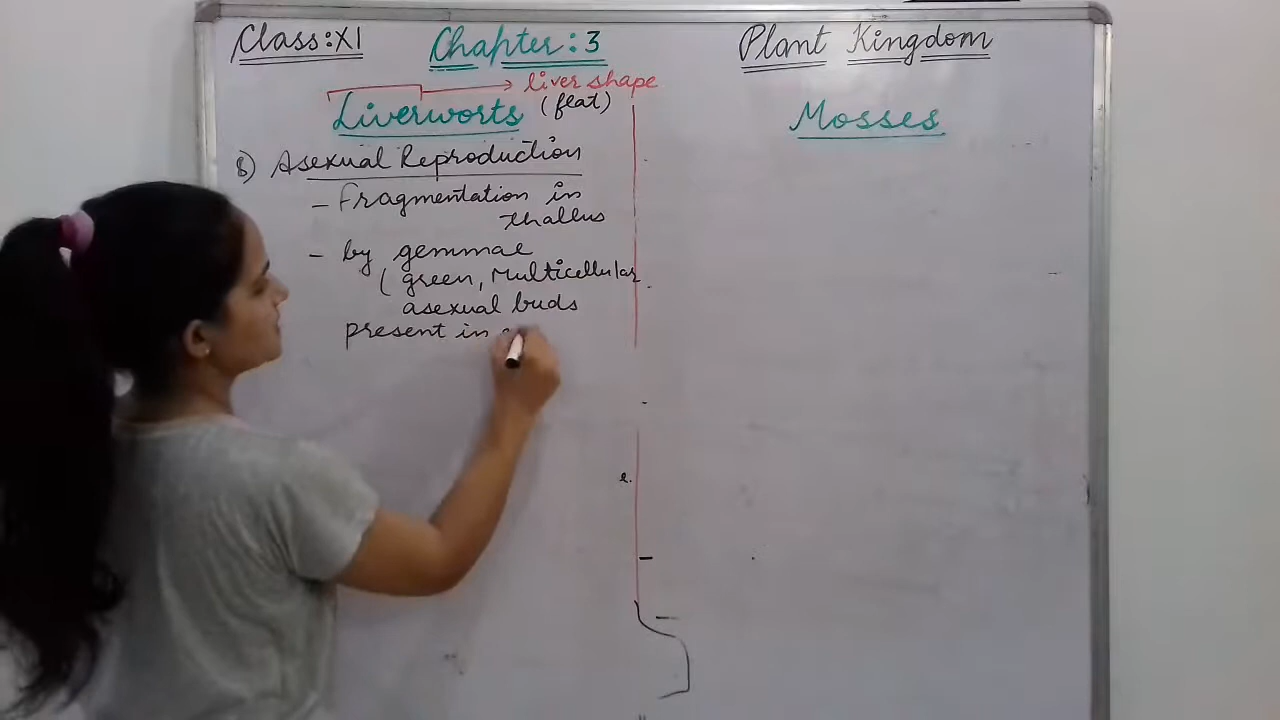 Class:XI Chapter:3 Plant Kingdom
liver shape
Liverworts (flat)
8) Asexual Reproduction
- Fragmentation in
thallus
- by gemmae
( green, Multicellular
asexual buds
present in
Mosses